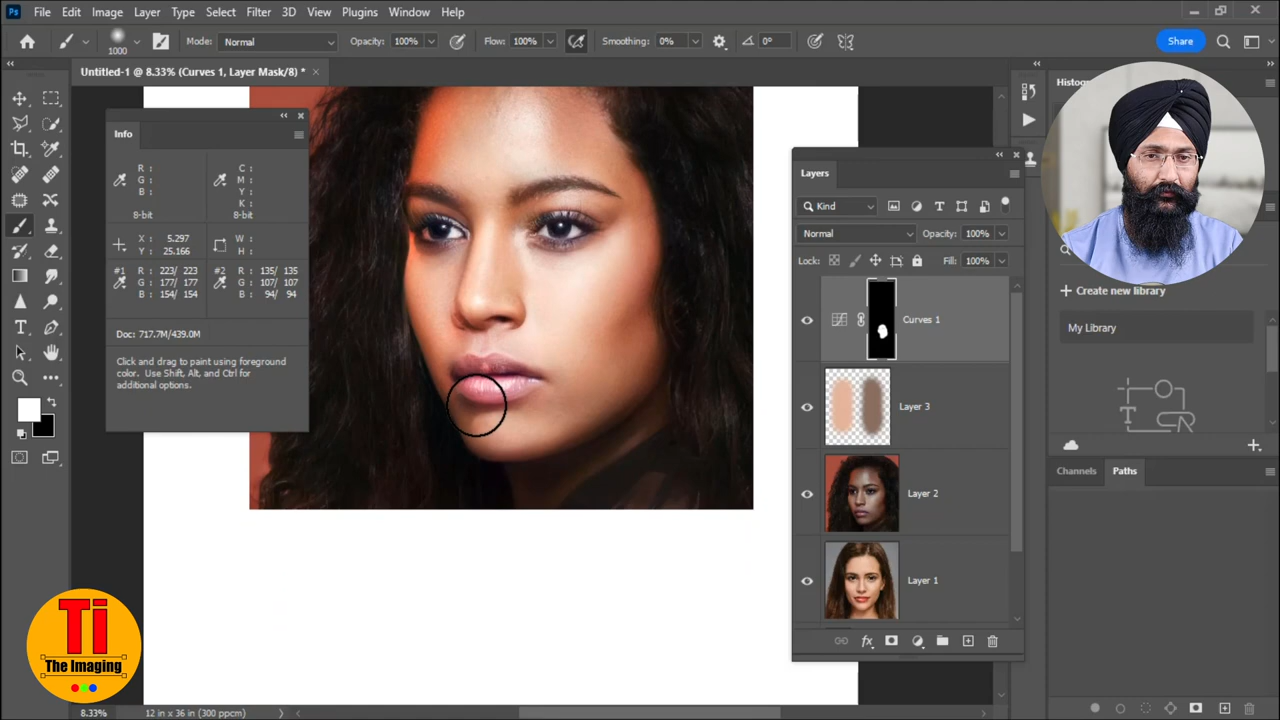 Ps File Edit Image Layer Type Select Filter 3D View Plugins Window Help
1000 Mode: Normal Opacity: 100% Flow: 100% Smoothing: 0% 0° Share
Untitled-1 @ 8.33% (Curves 1, Layer Mask/8) *
Histog
Info
R: C:
G: M:
B: Y:
K:
8-bit 8-bit
X: 5.297 W:
Y: 25.166 H:
#1 R: 223/ 223 #2 R: 135/ 135
G: 177/ 177 G: 107/ 107
B: 154/ 154 B: 94/ 94
Doc: 717.7M/439.0M
Click and drag to paint using foreground
color. Use Shift, Alt, and Ctrl for
additional options.
Layers
Kind
Normal Opacity: 100%
Lock: Fill: 100%
Curves 1
Layer 3
Layer 2
Layer 1
fx
Create new library
My Library
Channels Paths
Ti
The Imaging
8.33% 12 in x 36 in (300 ppcm)